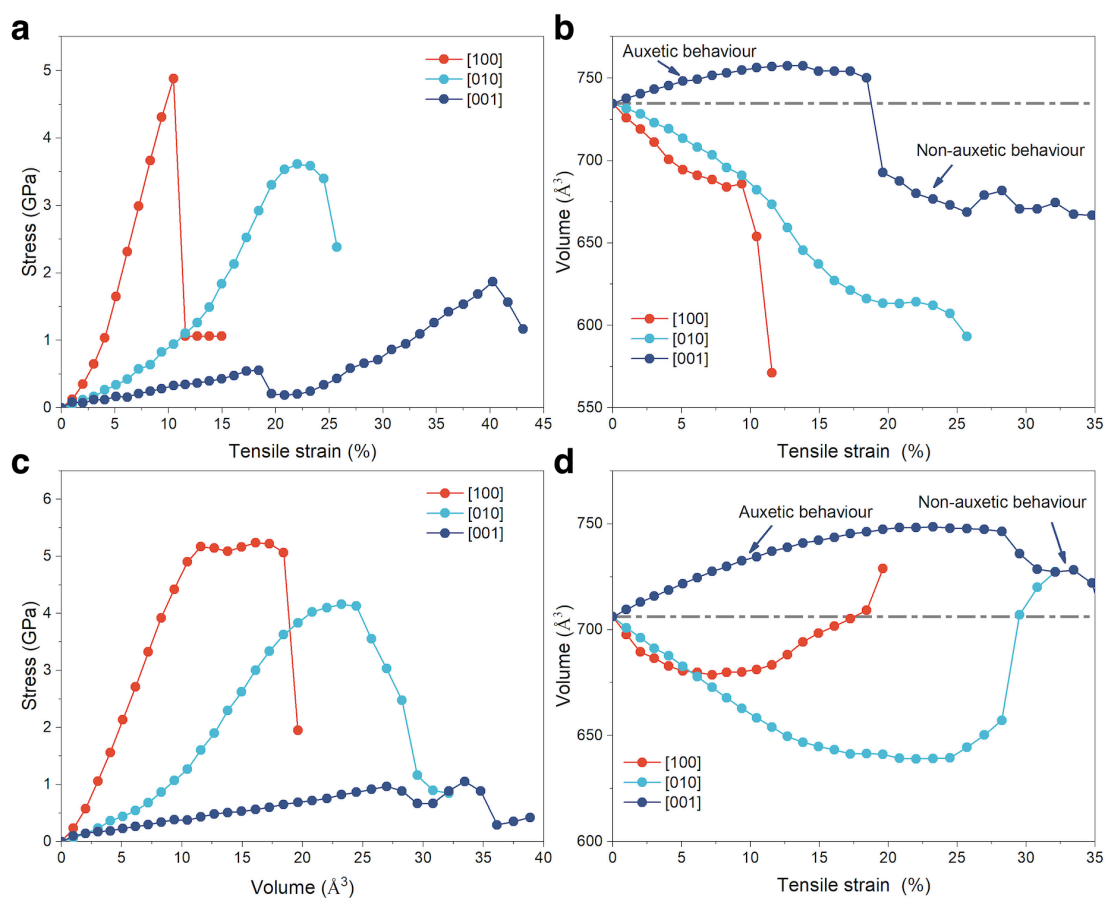 a
[100]
[010]
[001]
5
4
3
2
1
0
0 5 10 15 20 25 30 35 40 45
Stress (GPa)
Tensile strain (%)
b
Auxetic behaviour
Non-auxetic behaviour
[100]
[010]
[001]
750
700
650
600
550
0 5 10 15 20 25 30 35
Volume (Å³)
Tensile strain (%)
c
[100]
[010]
[001]
6
5
4
3
2
1
0
0 5 10 15 20 25 30 35 40
Stress (GPa)
Volume (Å³)
d
Non-auxetic behaviour
Auxetic behaviour
[100]
[010]
[001]
750
700
650
600
0 5 10 15 20 25 30 35
Volume (Å³)
Tensile strain (%)